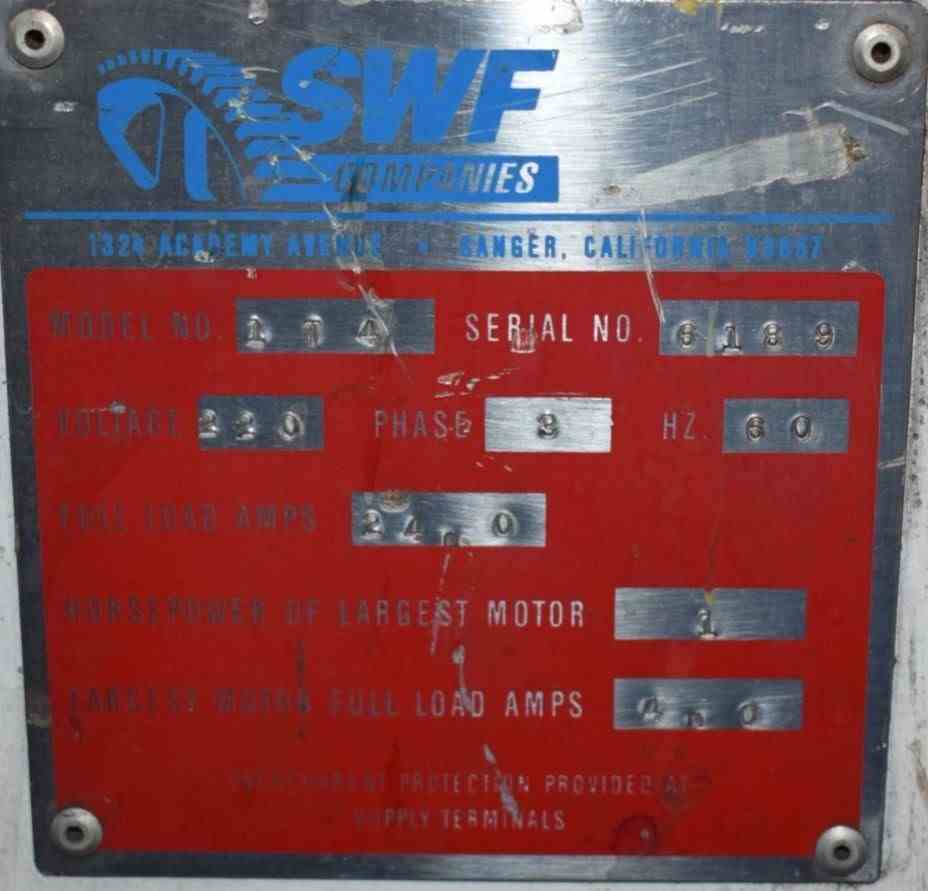 SWF
COMPANIES
1324 ACADEMY AVENUE • SANGER, CALIFORNIA 93657
MODEL NO. 1T4 SERIAL NO. 6189
VOLTAGE 220 PHASE 3 HZ. 60
FULL LOAD AMPS 24.0
HORSEPOWER OF LARGEST MOTOR 1
LARGEST MOTOR FULL LOAD AMPS 4.0
OVERCURRENT PROTECTION PROVIDED AT
SUPPLY TERMINALS